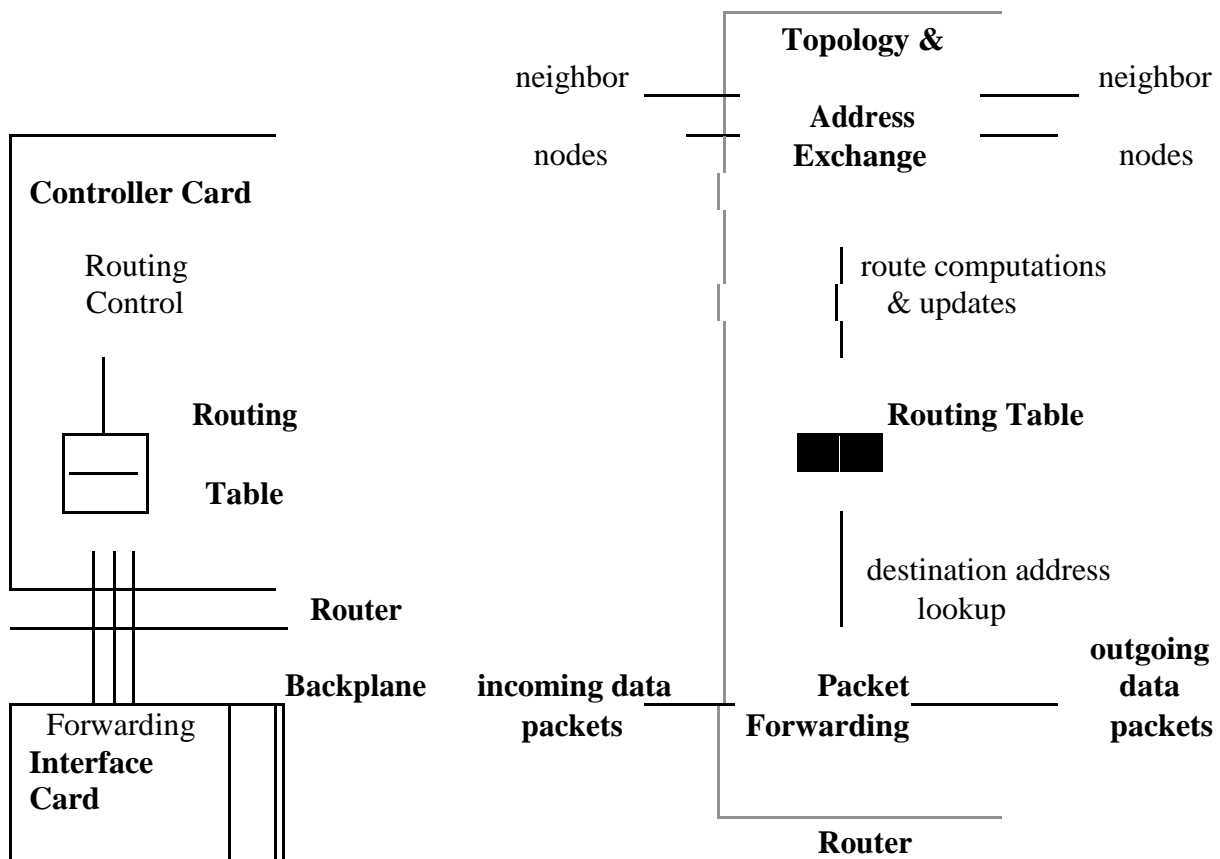 Controller Card
Routing
Control
Routing
Table
Router
Backplane
Forwarding
Interface
Card
Topology &
neighbor
neighbor
Address
nodes
Exchange
nodes
route computations
& updates
Routing Table
destination address
lookup
incoming data
packets
Packet
Forwarding
outgoing
data
packets
Router